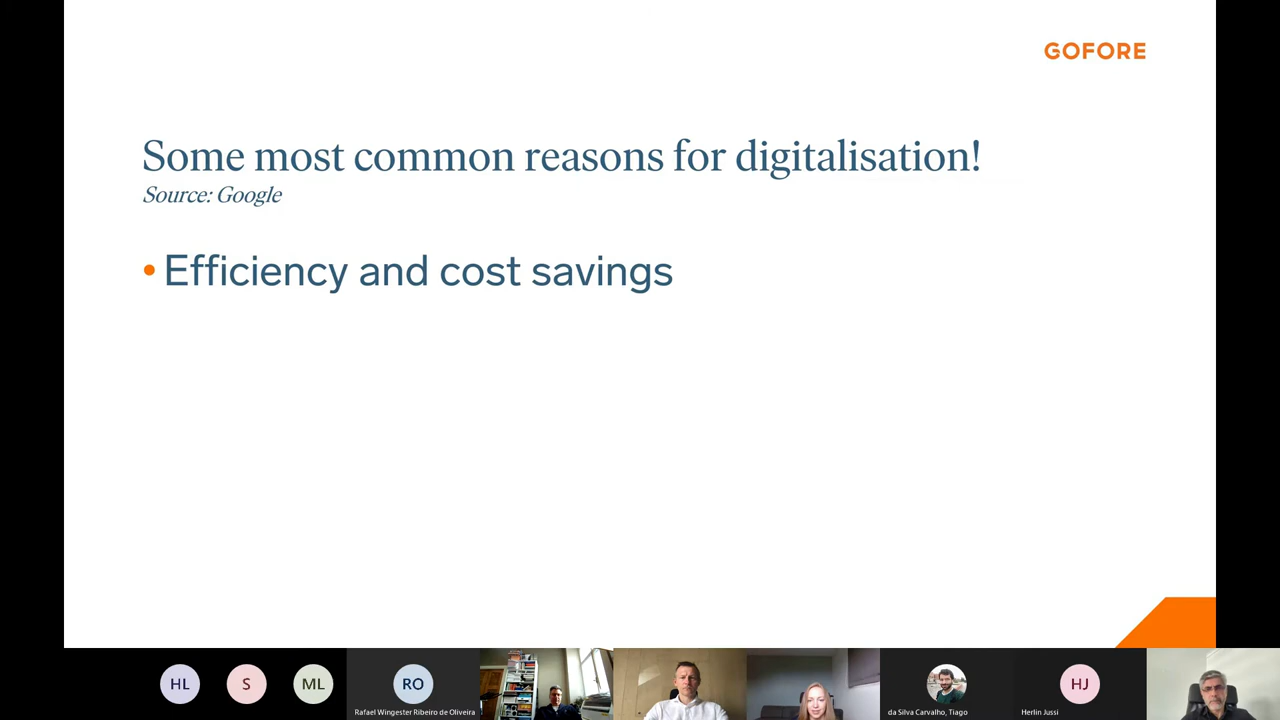 GOFORE
Some most common reasons for digitalisation!
Source: Google
• Efficiency and cost savings
HL
S
ML
RO
HJ
Rafael Wingester Ribeiro de Oliveira
da Silva Carvalho, Tiago
Herlin Jussi